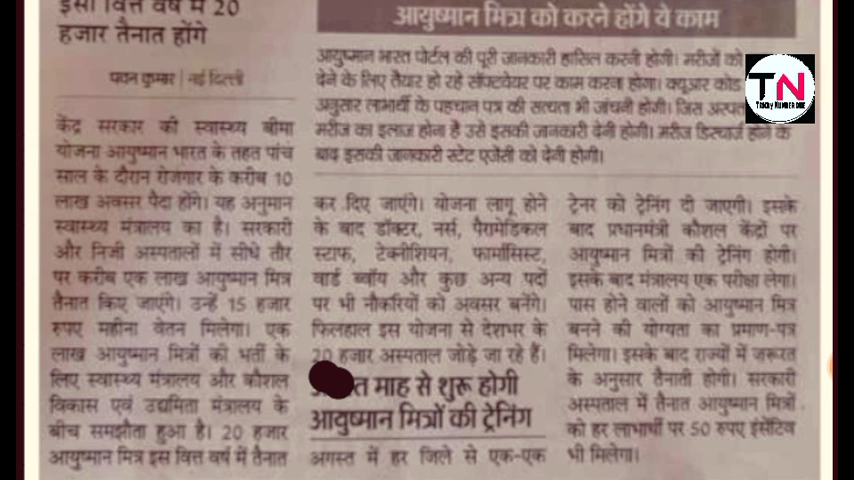 इसी वित्त वर्ष में 20
हजार तैनात होंगे
पवन कुमार | नई दिल्ली
केंद्र सरकार की स्वास्थ्य बीमा
योजना आयुष्मान भारत के तहत पांच
साल के दौरान रोजगार के करीब 10
लाख अवसर पैदा होंगे। यह अनुमान
स्वास्थ्य मंत्रालय का है। सरकारी
और निजी अस्पतालों में सीधे तौर
पर करीब एक लाख आयुष्मान मित्र
तैनात किए जाएंगे। उन्हें 15 हजार
रुपए महीना वेतन मिलेगा। एक
लाख आयुष्मान मित्रों की भर्ती के
लिए स्वास्थ्य मंत्रालय और कौशल
विकास एवं उद्यमिता मंत्रालय के
बीच समझौता हुआ है। 20 हजार
आयुष्मान मित्र इस वित्त वर्ष में तैनात
आयुष्मान मित्र को करने होंगे ये काम
आयुष्मान भारत पोर्टल की पूरी जानकारी हासिल करनी होगी। मरीजों को
देने के लिए तैयार हो रहे सॉफ्टवेयर पर काम करना होगा। क्यूआर कोड
अनुसार लाभार्थी के पहचान पत्र की सत्यता भी जांचनी होगी। जिस
मरीज का इलाज होना है उसे इसकी जानकारी देनी होगी। मरीज डिस्चार्ज होने के
बाद इसकी जानकारी स्टेट एजेंसी को देनी होगी।
कर दिए जाएंगे। योजना लागू होने
के बाद डॉक्टर, नर्स, पैरामेडिकल
स्टाफ, टेक्नीशियन, फार्मासिस्ट,
वार्ड ब्वॉय और कुछ अन्य पदों
पर भी नौकरियों को अवसर बनेंगे।
फिलहाल इस योजना से देशभर के
20 हजार अस्पताल जोड़े जा रहे हैं।
माह से शुरू होगी
आयुष्मान मित्रों की ट्रेनिंग
अगस्त में हर जिले से एक-एक
ट्रेनर को ट्रेनिंग दी जाएगी। इसके
बाद प्रधानमंत्री कौशल केंद्रों पर
आयुष्मान मित्रों की ट्रेनिंग होगी।
इसके बाद मंत्रालय एक परीक्षा लेगा।
पास होने वालों को आयुष्मान मित्र
बनने की योग्यता का प्रमाण-पत्र
मिलेगा। इसके बाद राज्यों में जरूरत
के अनुसार तैनाती होगी। सरकारी
अस्पताल में तैनात आयुष्मान मित्रों
को हर लाभार्थी पर 50 रुपए इंसेंटिव
भी मिलेगा।
TN
TRICKY NUMBER ONE